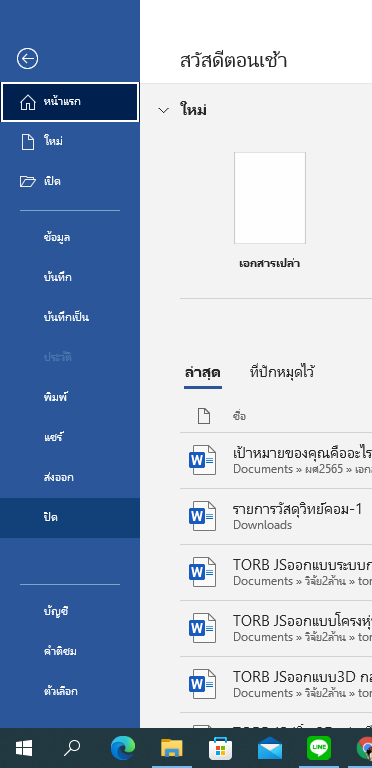 สวัสดีตอนเช้า
หน้าแรก
ใหม่
เปิด
ข้อมูล
บันทึก
บันทึกเป็น
ประวัติ
พิมพ์
แชร์
ส่งออก
ปิด
บัญชี
คำติชม
ตัวเลือก
ใหม่
เอกสารเปล่า
ล่าสุด
ที่ปักหมุดไว้
ชื่อ
เป้าหมายของคุณคืออะไร
Documents » ผศ2565 » เอก
รายการวัสดุวิทย์คอม-1
Downloads
TORB JSออกแบบระบบก
Documents » วิจัย2ล้าน » tor
TORB JSออกแบบโครงหุ่
Documents » วิจัย2ล้าน » tor
TORB JSออกแบบ3D กล
Documents » วิจัย2ล้าน » tor
LINE